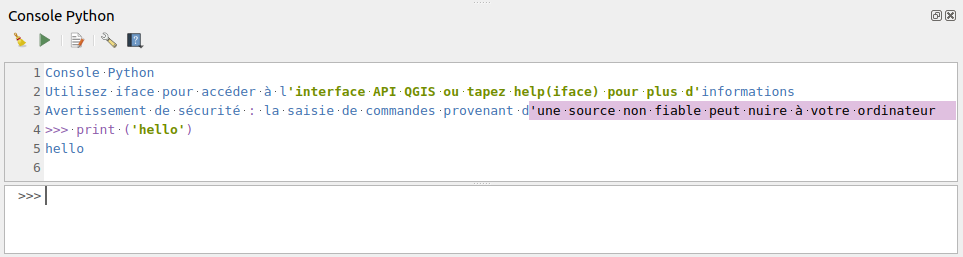 Console Python
1 Console Python
2 Utilisez iface pour accéder à l'interface API QGIS ou tapez help(iface) pour plus d'informations
3 Avertissement de sécurité : la saisie de commandes provenant d'une source non fiable peut nuire à votre ordinateur
4 >>> print ('hello')
5 hello
6
>>>